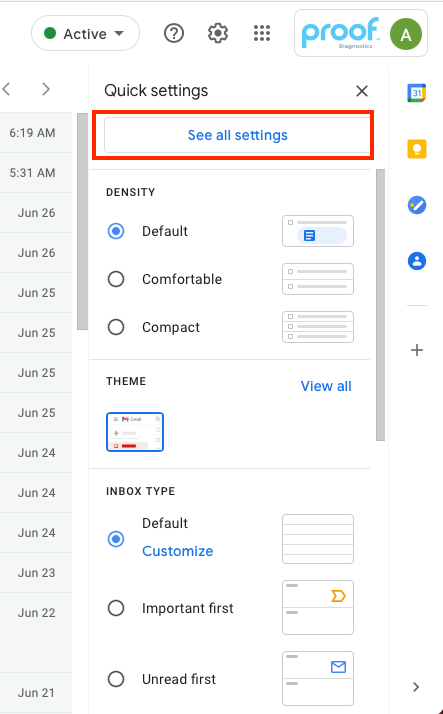 Active
proof
Diagnostics
A
Quick settings
31
See all settings
6:19 AM
5:31 AM
Jun 26
Jun 26
Jun 25
Jun 25
Jun 25
Jun 25
Jun 24
Jun 24
Jun 24
Jun 23
Jun 22
Jun 21
DENSITY
Default
Comfortable
Compact
THEME
View all
Gmail
INBOX TYPE
Default
Customize
Important first
Unread first